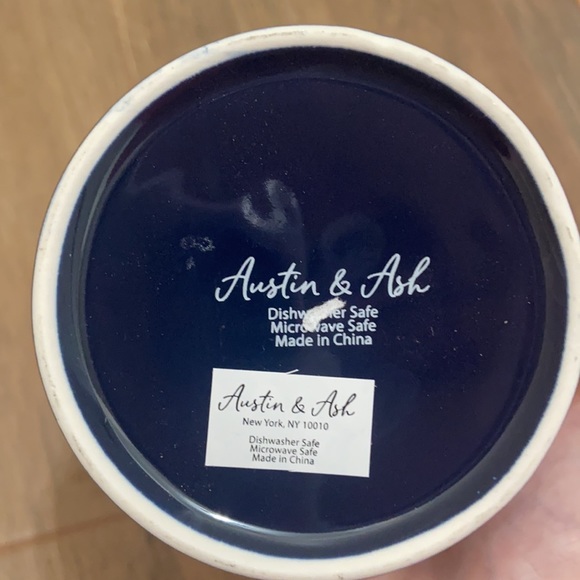 Austin & Ash
Dishwasher Safe
Microwave Safe
Made in China
Austin & Ash
New York, NY 10010
Dishwasher Safe
Microwave Safe
Made in China